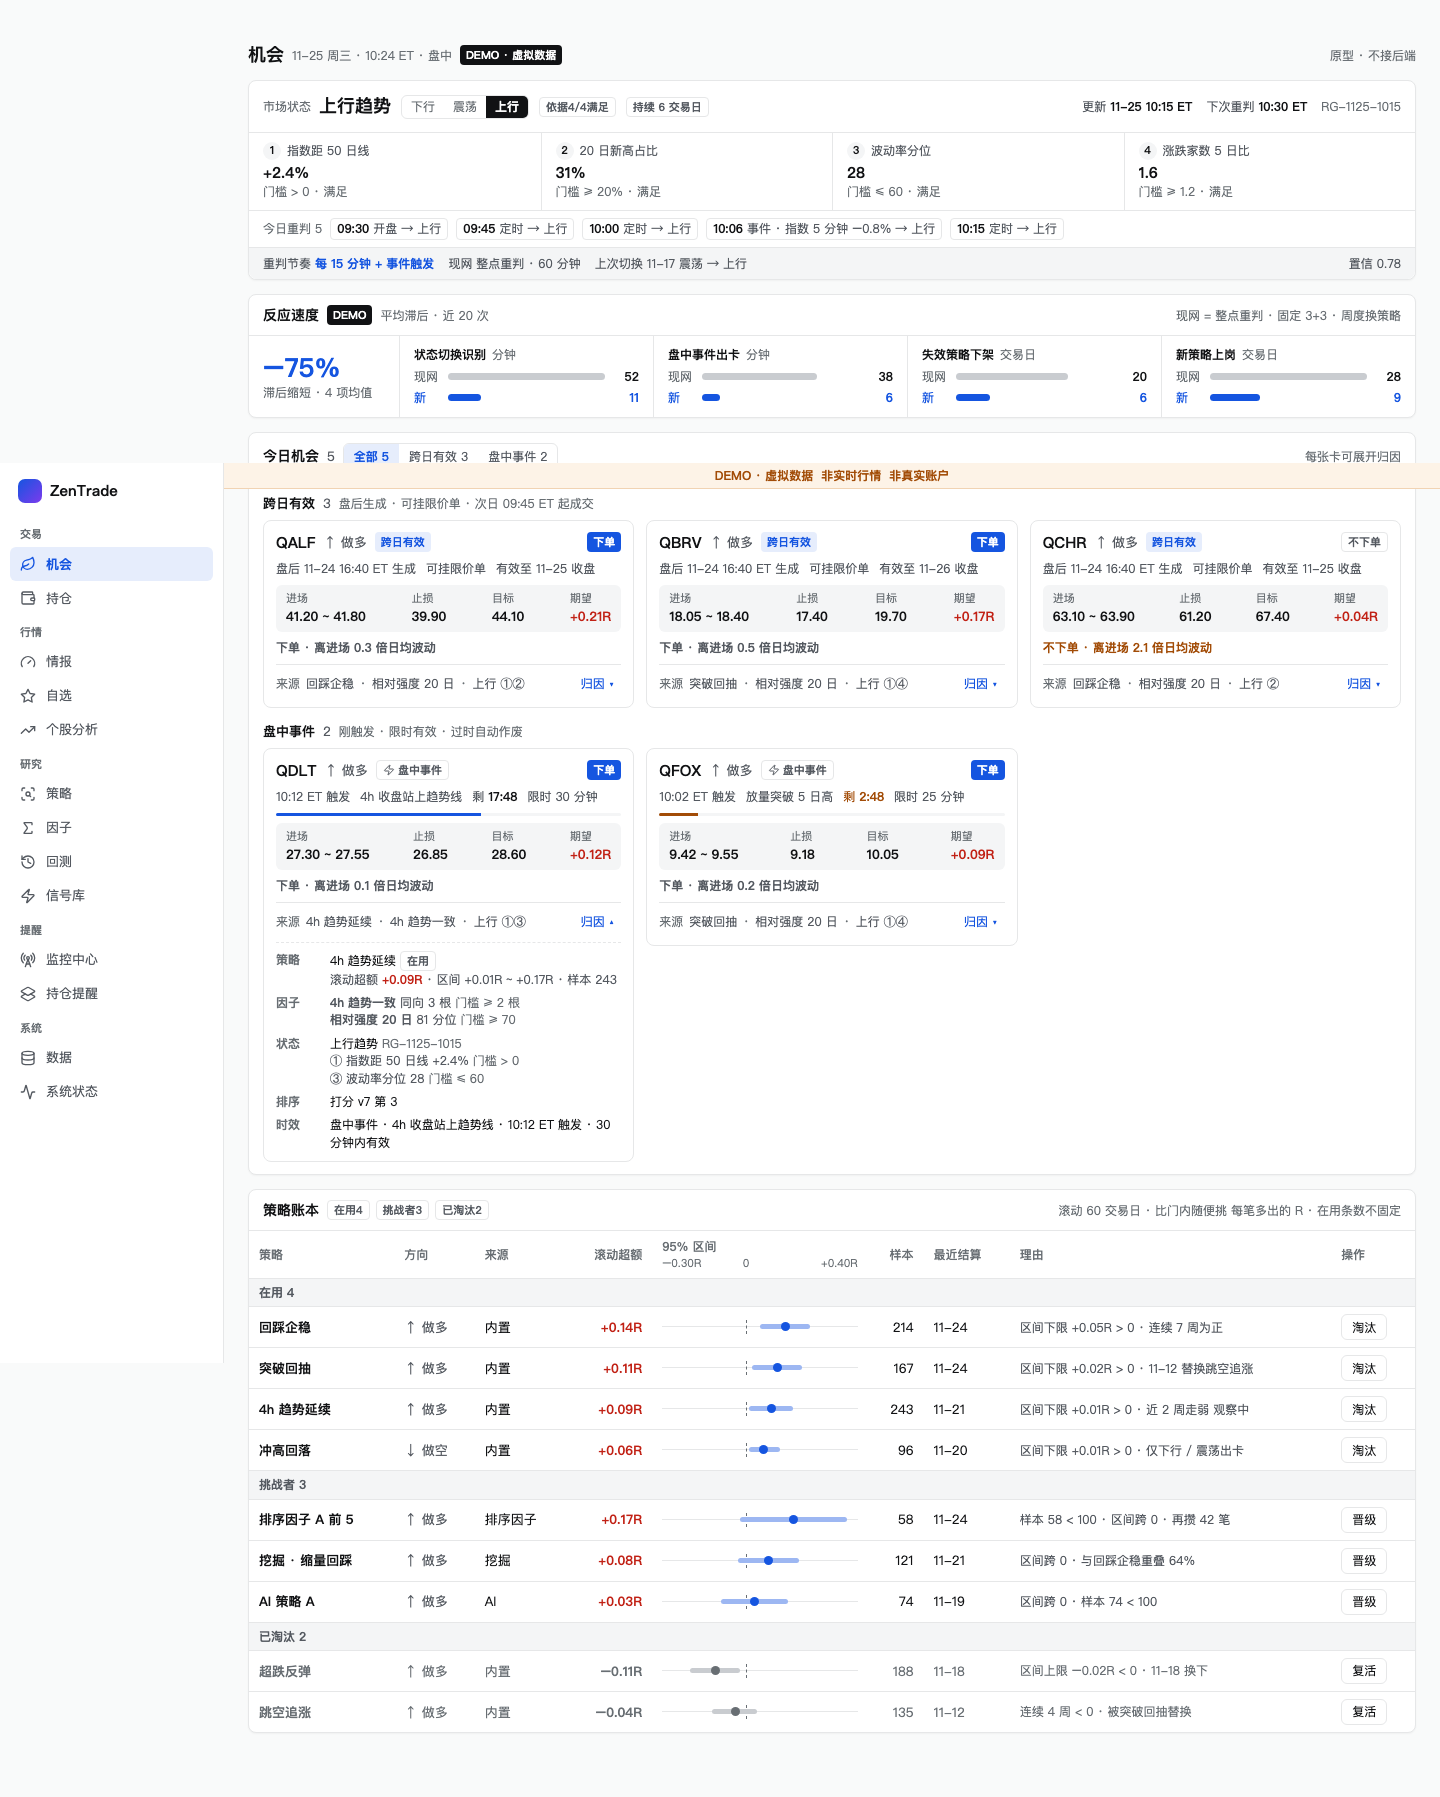 机会 11-25 周三 · 10:24 ET · 盘中 DEMO · 虚拟数据 原型 · 不接后端
市场状态 上行趋势 下行 震荡 上行 依据4/4满足 持续 6 交易日 更新 11-25 10:15 ET 下次重判 10:30 ET RG-1125-1015
1 指数距 50 日线
+2.4%
门槛 > 0 · 满足
2 20 日新高占比
31%
门槛 ≥ 20% · 满足
3 波动率分位
28
门槛 ≤ 60 · 满足
4 涨跌家数 5 日比
1.6
门槛 ≥ 1.2 · 满足
今日重判 5 09:30 开盘 → 上行 09:45 定时 → 上行 10:00 定时 → 上行 10:06 事件 · 指数 5 分钟 −0.8% → 上行 10:15 定时 → 上行
重判节奏 每 15 分钟 + 事件触发 现网 整点重判 · 60 分钟 上次切换 11-17 震荡 → 上行 置信 0.78
反应速度 DEMO 平均滞后 · 近 20 次 现网 = 整点重判 · 固定 3+3 · 周度换策略
−75%
滞后缩短 · 4 项均值
状态切换识别 分钟
现网 52
新 11
盘中事件出卡 分钟
现网 38
新 6
失效策略下架 交易日
现网 20
新 6
新策略上岗 交易日
现网 28
新 9
今日机会 5 全部 5 跨日有效 3 盘中事件 2 每张卡可展开归因
DEMO · 虚拟数据 非实时行情 非真实账户
ZenTrade
交易
机会
持仓
行情
情报
自选
个股分析
研究
策略
因子
回测
信号库
提醒
监控中心
持仓提醒
系统
数据
系统状态
跨日有效 3 盘后生成 · 可挂限价单 · 次日 09:45 ET 起成交
QALF ↑ 做多 跨日有效 下单
盘后 11-24 16:40 ET 生成 可挂限价单 有效至 11-25 收盘
进场 止损 目标 期望
41.20 ~ 41.80 39.90 44.10 +0.21R
下单 · 离进场 0.3 倍日均波动
来源 回踩企稳 · 相对强度 20 日 · 上行 ①② 归因 ▾
QBRV ↑ 做多 跨日有效 下单
盘后 11-24 16:40 ET 生成 可挂限价单 有效至 11-26 收盘
进场 止损 目标 期望
18.05 ~ 18.40 17.40 19.70 +0.17R
下单 · 离进场 0.5 倍日均波动
来源 突破回抽 · 相对强度 20 日 · 上行 ①④ 归因 ▾
QCHR ↑ 做多 跨日有效 不下单
盘后 11-24 16:40 ET 生成 可挂限价单 有效至 11-25 收盘
进场 止损 目标 期望
63.10 ~ 63.90 61.20 67.40 +0.04R
不下单 · 离进场 2.1 倍日均波动
来源 回踩企稳 · 相对强度 20 日 · 上行 ② 归因 ▾
盘中事件 2 刚触发 · 限时有效 · 过时自动作废
QDLT ↑ 做多 盘中事件 下单
10:12 ET 触发 4h 收盘站上趋势线 剩 17:48 限时 30 分钟
进场 止损 目标 期望
27.30 ~ 27.55 26.85 28.60 +0.12R
下单 · 离进场 0.1 倍日均波动
来源 4h 趋势延续 · 4h 趋势一致 · 上行 ①③ 归因 ▴
策略 4h 趋势延续 在用
滚动超额 +0.09R · 区间 +0.01R ~ +0.17R · 样本 243
因子 4h 趋势一致 同向 3 根 门槛 ≥ 2 根
相对强度 20 日 81 分位 门槛 ≥ 70
状态 上行趋势 RG-1125-1015
① 指数距 50 日线 +2.4% 门槛 > 0
③ 波动率分位 28 门槛 ≤ 60
排序 打分 v7 第 3
时效 盘中事件 · 4h 收盘站上趋势线 · 10:12 ET 触发 · 30
分钟内有效
QFOX ↑ 做多 盘中事件 下单
10:02 ET 触发 放量突破 5 日高 剩 2:48 限时 25 分钟
进场 止损 目标 期望
9.42 ~ 9.55 9.18 10.05 +0.09R
下单 · 离进场 0.2 倍日均波动
来源 突破回抽 · 相对强度 20 日 · 上行 ①④ 归因 ▾
策略账本 在用4 挑战者3 已淘汰2 滚动 60 交易日 · 比门内随便挑 每笔多出的 R · 在用条数不固定
策略 方向 来源 滚动超额 95% 区间 样本 最近结算 理由 操作
−0.30R 0 +0.40R
在用 4
回踩企稳 ↑ 做多 内置 +0.14R 214 11-24 区间下限 +0.05R > 0 · 连续 7 周为正 淘汰
突破回抽 ↑ 做多 内置 +0.11R 167 11-24 区间下限 +0.02R > 0 · 11-12 替换跳空追涨 淘汰
4h 趋势延续 ↑ 做多 内置 +0.09R 243 11-21 区间下限 +0.01R > 0 · 近 2 周走弱 观察中 淘汰
冲高回落 ↓ 做空 内置 +0.06R 96 11-20 区间下限 +0.01R > 0 · 仅下行 / 震荡出卡 淘汰
挑战者 3
排序因子 A 前 5 ↑ 做多 排序因子 +0.17R 58 11-24 样本 58 < 100 · 区间跨 0 · 再攒 42 笔 晋级
挖掘 · 缩量回踩 ↑ 做多 挖掘 +0.08R 121 11-21 区间跨 0 · 与回踩企稳重叠 64% 晋级
AI 策略 A ↑ 做多 AI +0.03R 74 11-19 区间跨 0 · 样本 74 < 100 晋级
已淘汰 2
超跌反弹 ↑ 做多 内置 −0.11R 188 11-18 区间上限 −0.02R < 0 · 11-18 换下 复活
跳空追涨 ↑ 做多 内置 −0.04R 135 11-12 连续 4 周 < 0 · 被突破回抽替换 复活